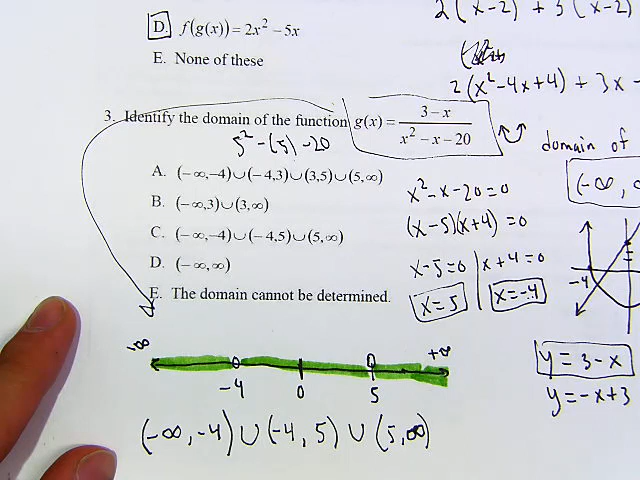 2(x-2) + 3(x-2)
D. f(g(x)) = 2x² − 5x
E. None of these
2(x²-4x+4) + 3x -
3. Identify the domain of the function g(x) = (3−x)/(x² − x − 20)
5² - (5) - 20
domain of
A. (−∞,−4)∪(−4,3)∪(3,5)∪(5,∞)
x²-x-20=0
(-∞,
B. (−∞,3)∪(3,∞)
(x-5)(x+4)=0
C. (−∞,−4)∪(−4,5)∪(5,∞)
D. (−∞,∞)
x-5=0 | x+4=0
-4
E. The domain cannot be determined.
x=5 x=-4
-∞ +∞
y = 3-x
-4 0 5
y=-x+3
(-∞,-4) ∪ (-4,5) ∪ (5,∞)